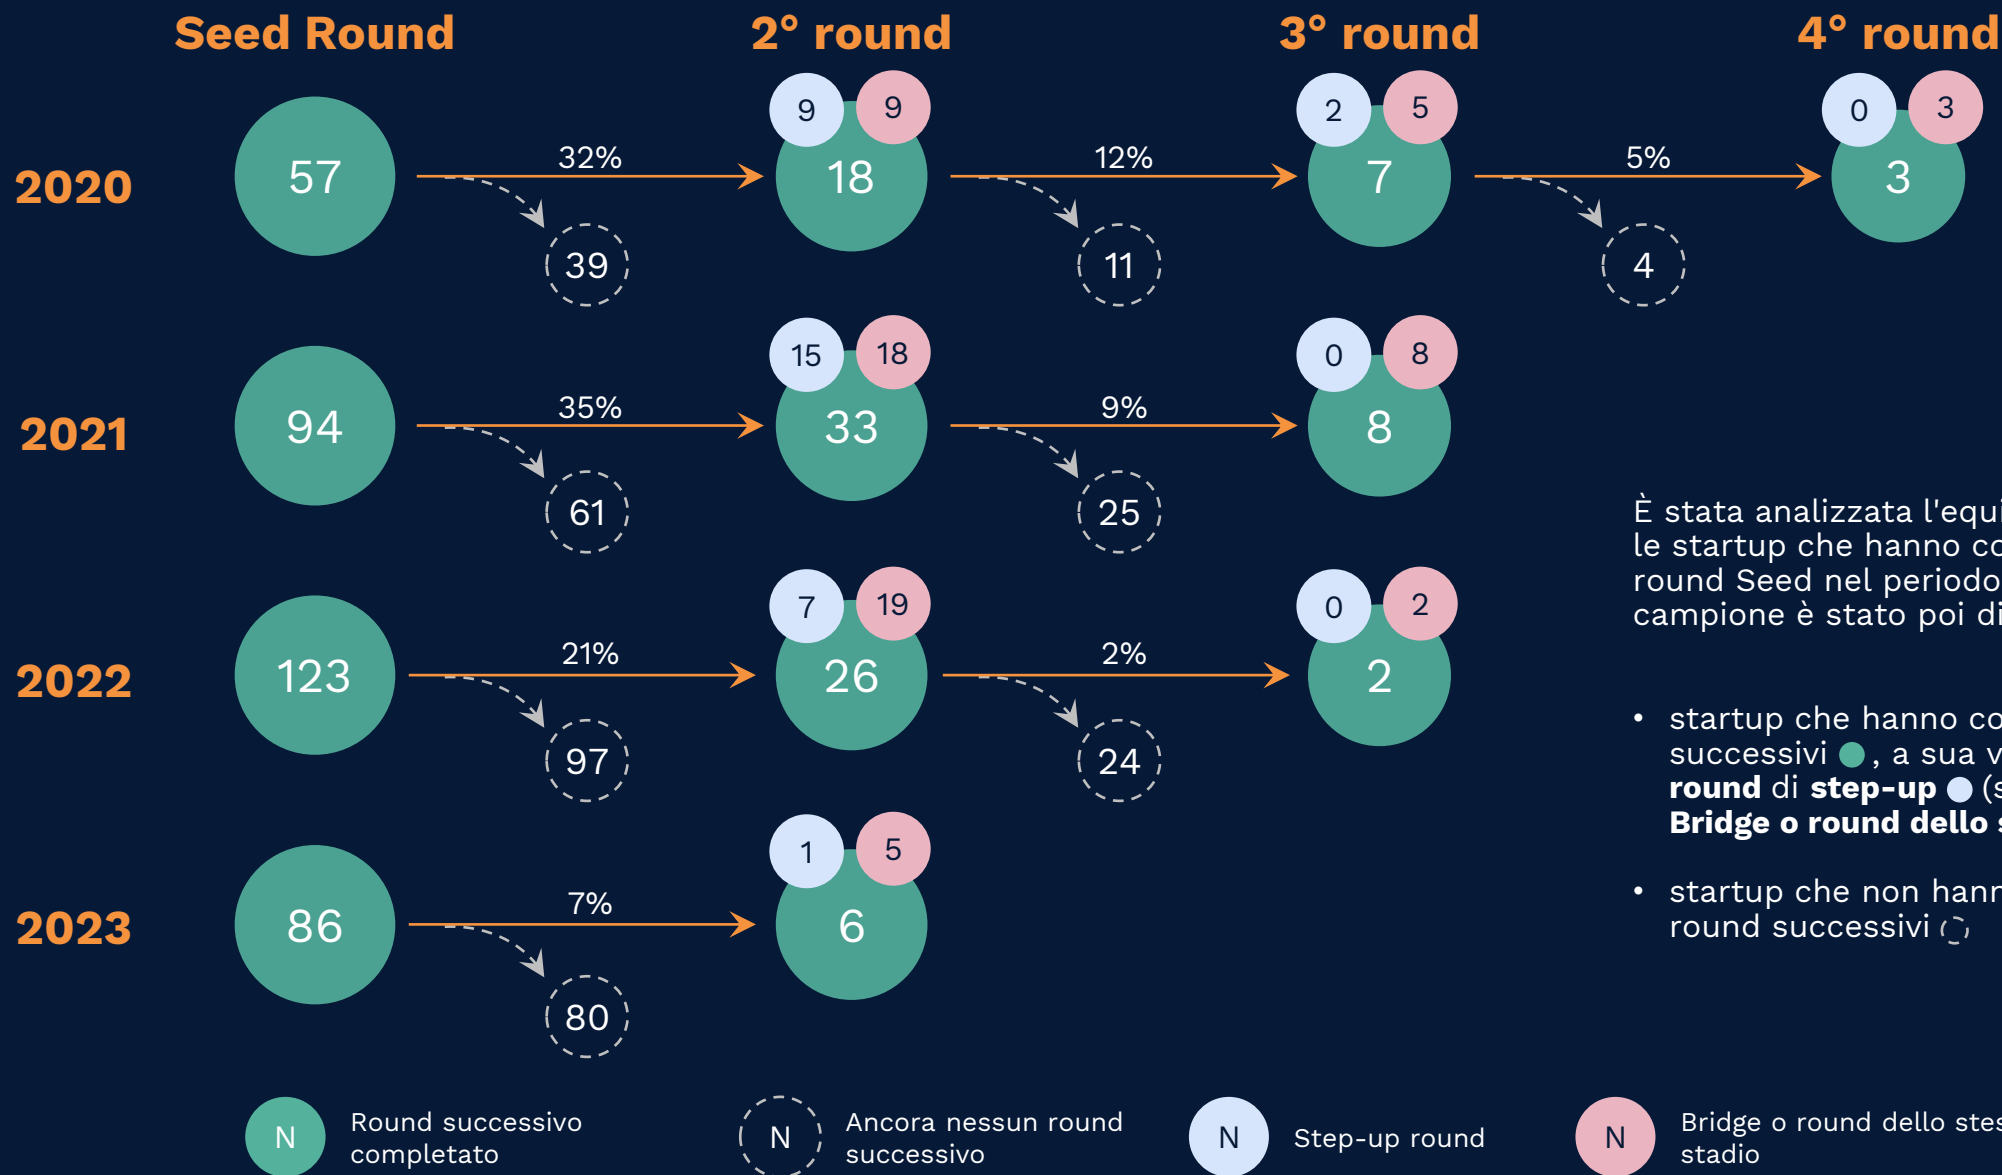 Seed Round
2° round
3° round
4° round
2020
57
32%
39
9
9
18
12%
11
2
5
7
5%
4
0
3
3
2021
94
35%
61
15
18
33
9%
25
0
8
8
2022
123
21%
97
7
19
26
2%
24
0
2
2
2023
86
7%
80
1
5
6
È stata analizzata l'equi
le startup che hanno co
round Seed nel periodo
campione è stato poi di
• startup che hanno co
successivi , a sua v
round di step-up (s
Bridge o round dello s
• startup che non hann
round successivi
N
Round successivo
completato
N
Ancora nessun round
successivo
N
Step-up round
N
Bridge o round dello stes
stadio